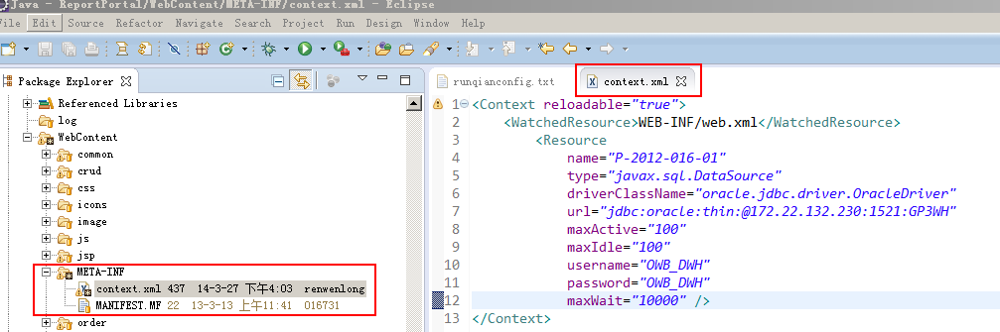 Java - ReportPortal/WebContent/META-INF/context.xml - Eclipse
File Edit Source Refactor Navigate Search Project Run Design Window Help
Package Explorer
Referenced Libraries
log
WebContent
common
crud
css
icons
image
js
jsp
META-INF
context.xml 437 14-3-27 下午4:03 renwenlong
MANIFEST.MF 22 13-3-13 上午11:41 016731
order
runqianconfig.txt context.xml
1 <Context reloadable="true">
2 <WatchedResource>WEB-INF/web.xml</WatchedResource>
3 <Resource
4 name="P-2012-016-01"
5 type="javax.sql.DataSource"
6 driverClassName="oracle.jdbc.driver.OracleDriver"
7 url="jdbc:oracle:thin:@172.22.132.230:1521:GP3WH"
8 maxActive="100"
9 maxIdle="100"
10 username="OWB_DWH"
11 password="OWB_DWH"
12 maxWait="10000" />
13 </Context>